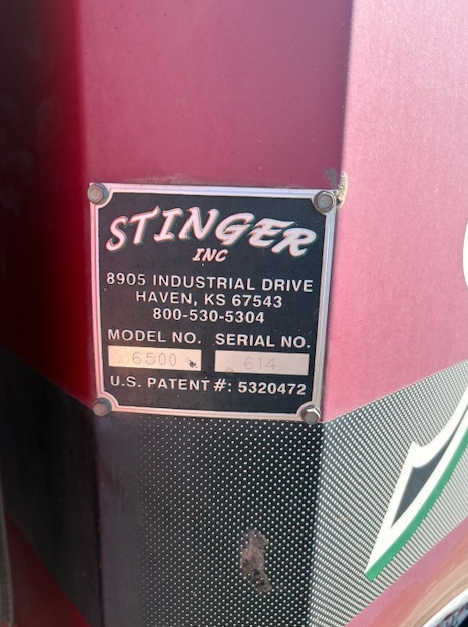 STINGER
INC
8905 INDUSTRIAL DRIVE
HAVEN, KS 67543
800-530-5304
MODEL NO. SERIAL NO.
6500 614
U.S. PATENT #: 5320472